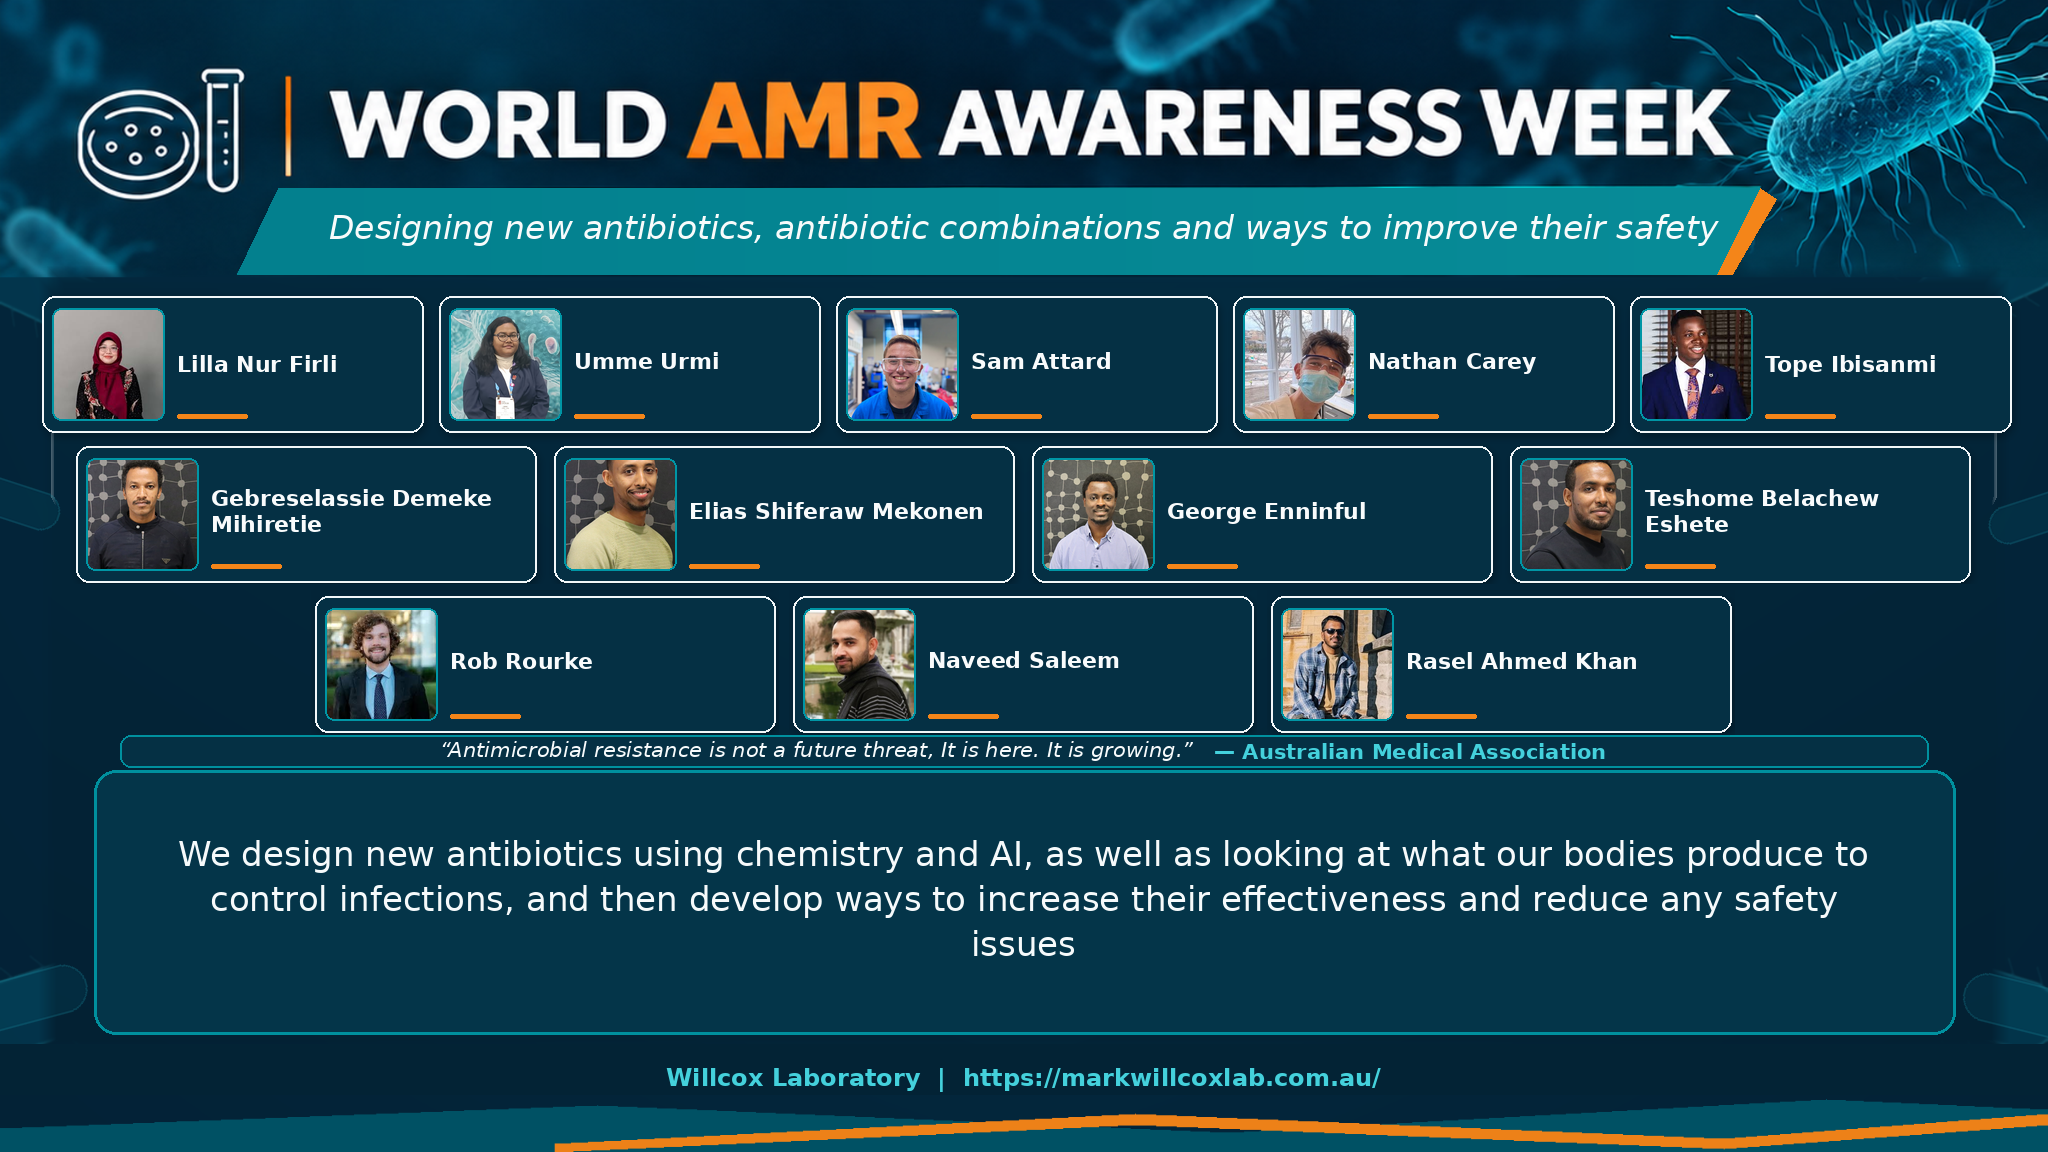 WORLD AMR AWARENESS WEEK
Designing new antibiotics, antibiotic combinations and ways to improve their safety
Lilla Nur Firli
Umme Urmi
Sam Attard
Nathan Carey
Tope Ibisanmi
Gebreselassie Demeke
Mihiretie
Elias Shiferaw Mekonen
George Enninful
Teshome Belachew
Eshete
Rob Rourke
Naveed Saleem
Rasel Ahmed Khan
“Antimicrobial resistance is not a future threat, It is here. It is growing.” — Australian Medical Association
We design new antibiotics using chemistry and AI, as well as looking at what our bodies produce to
control infections, and then develop ways to increase their effectiveness and reduce any safety
issues
Willcox Laboratory | https://markwillcoxlab.com.au/